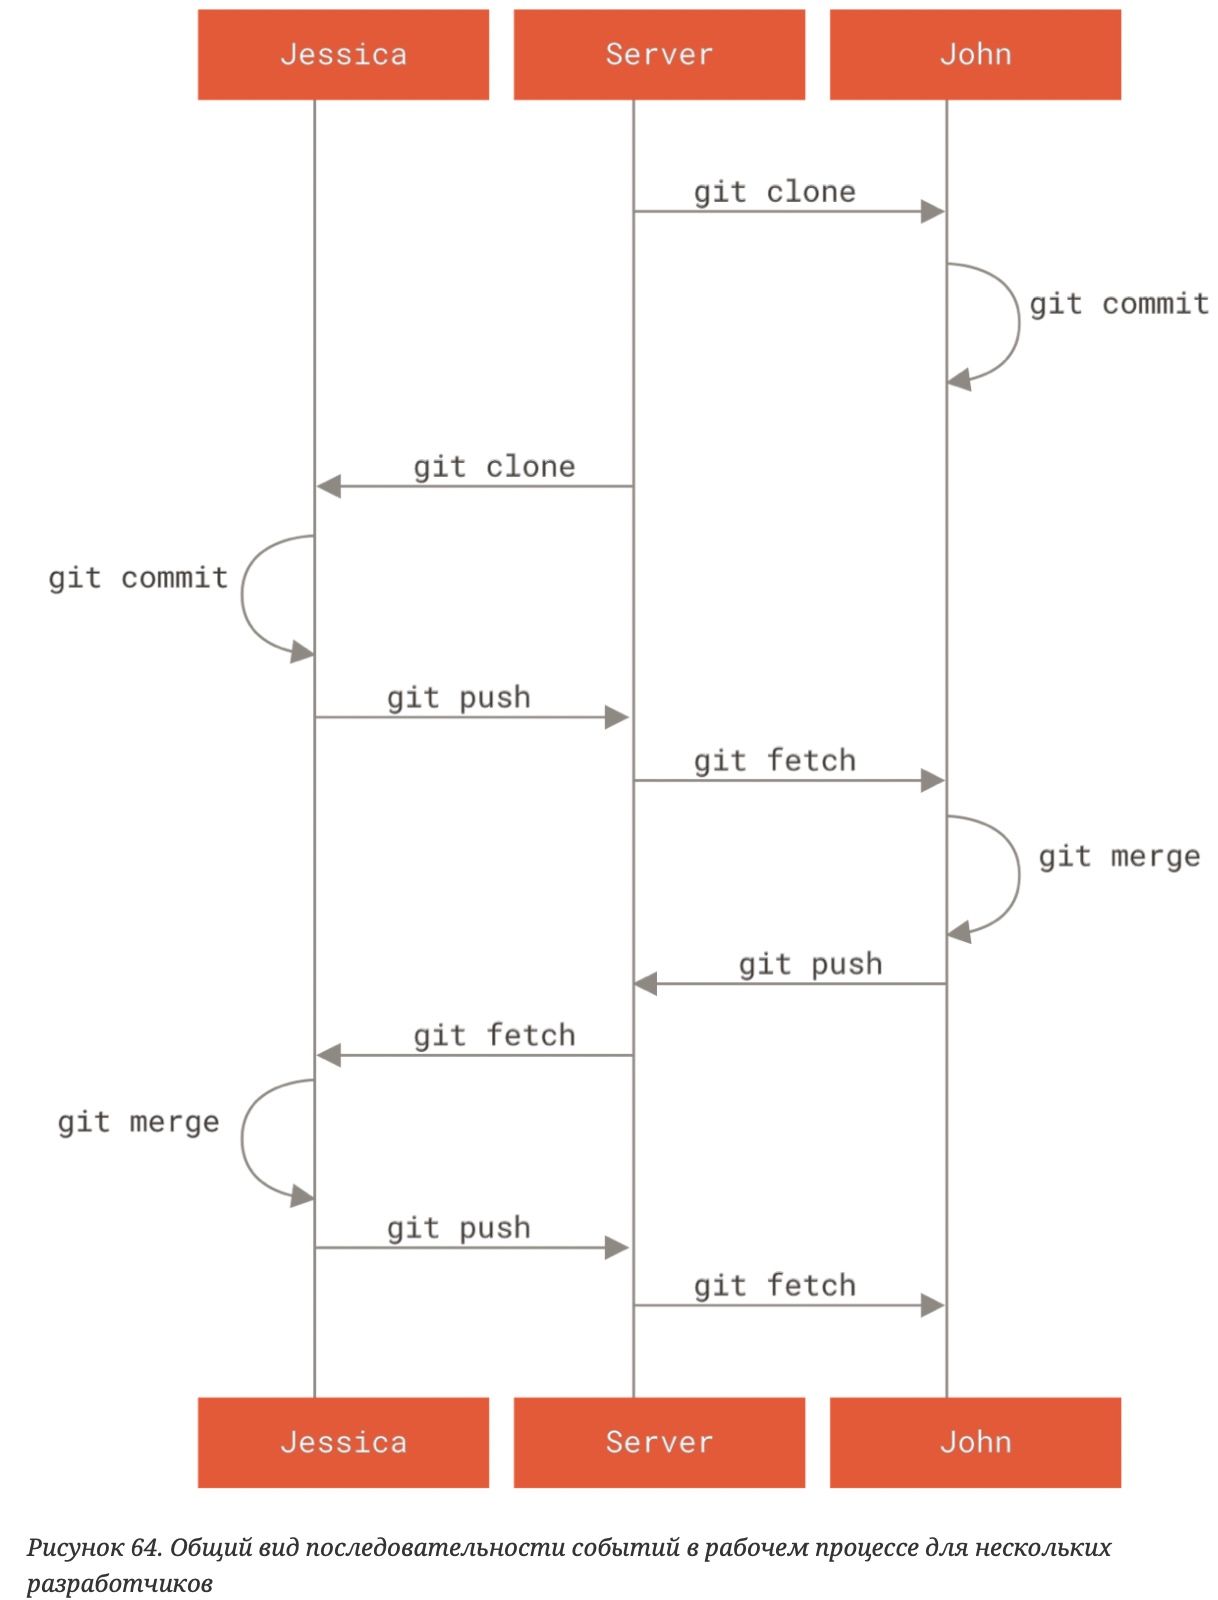 Jessica
Server
John
git clone
git commit
git clone
git commit
git push
git fetch
git merge
git push
git fetch
git merge
git push
git fetch
Jessica
Server
John
Рисунок 64. Общий вид последовательности событий в рабочем процессе для нескольких
разработчиков